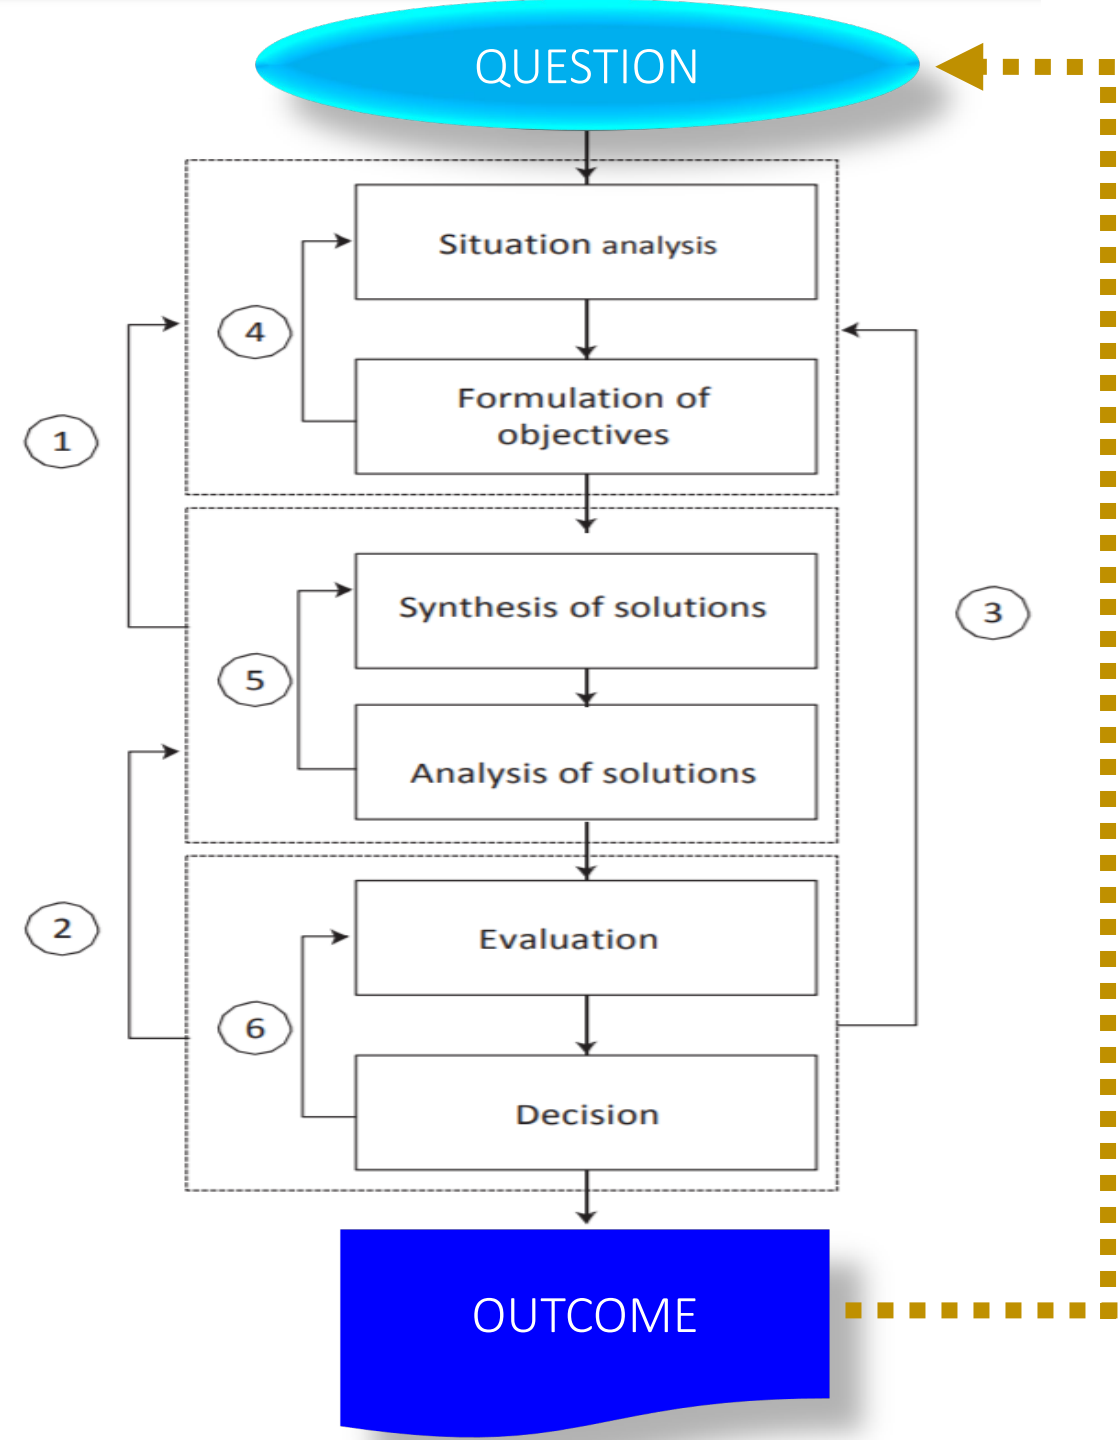 QUESTION
Situation analysis
4
Formulation of
objectives
1
Synthesis of solutions
3
5
Analysis of solutions
2
Evaluation
6
Decision
OUTCOME